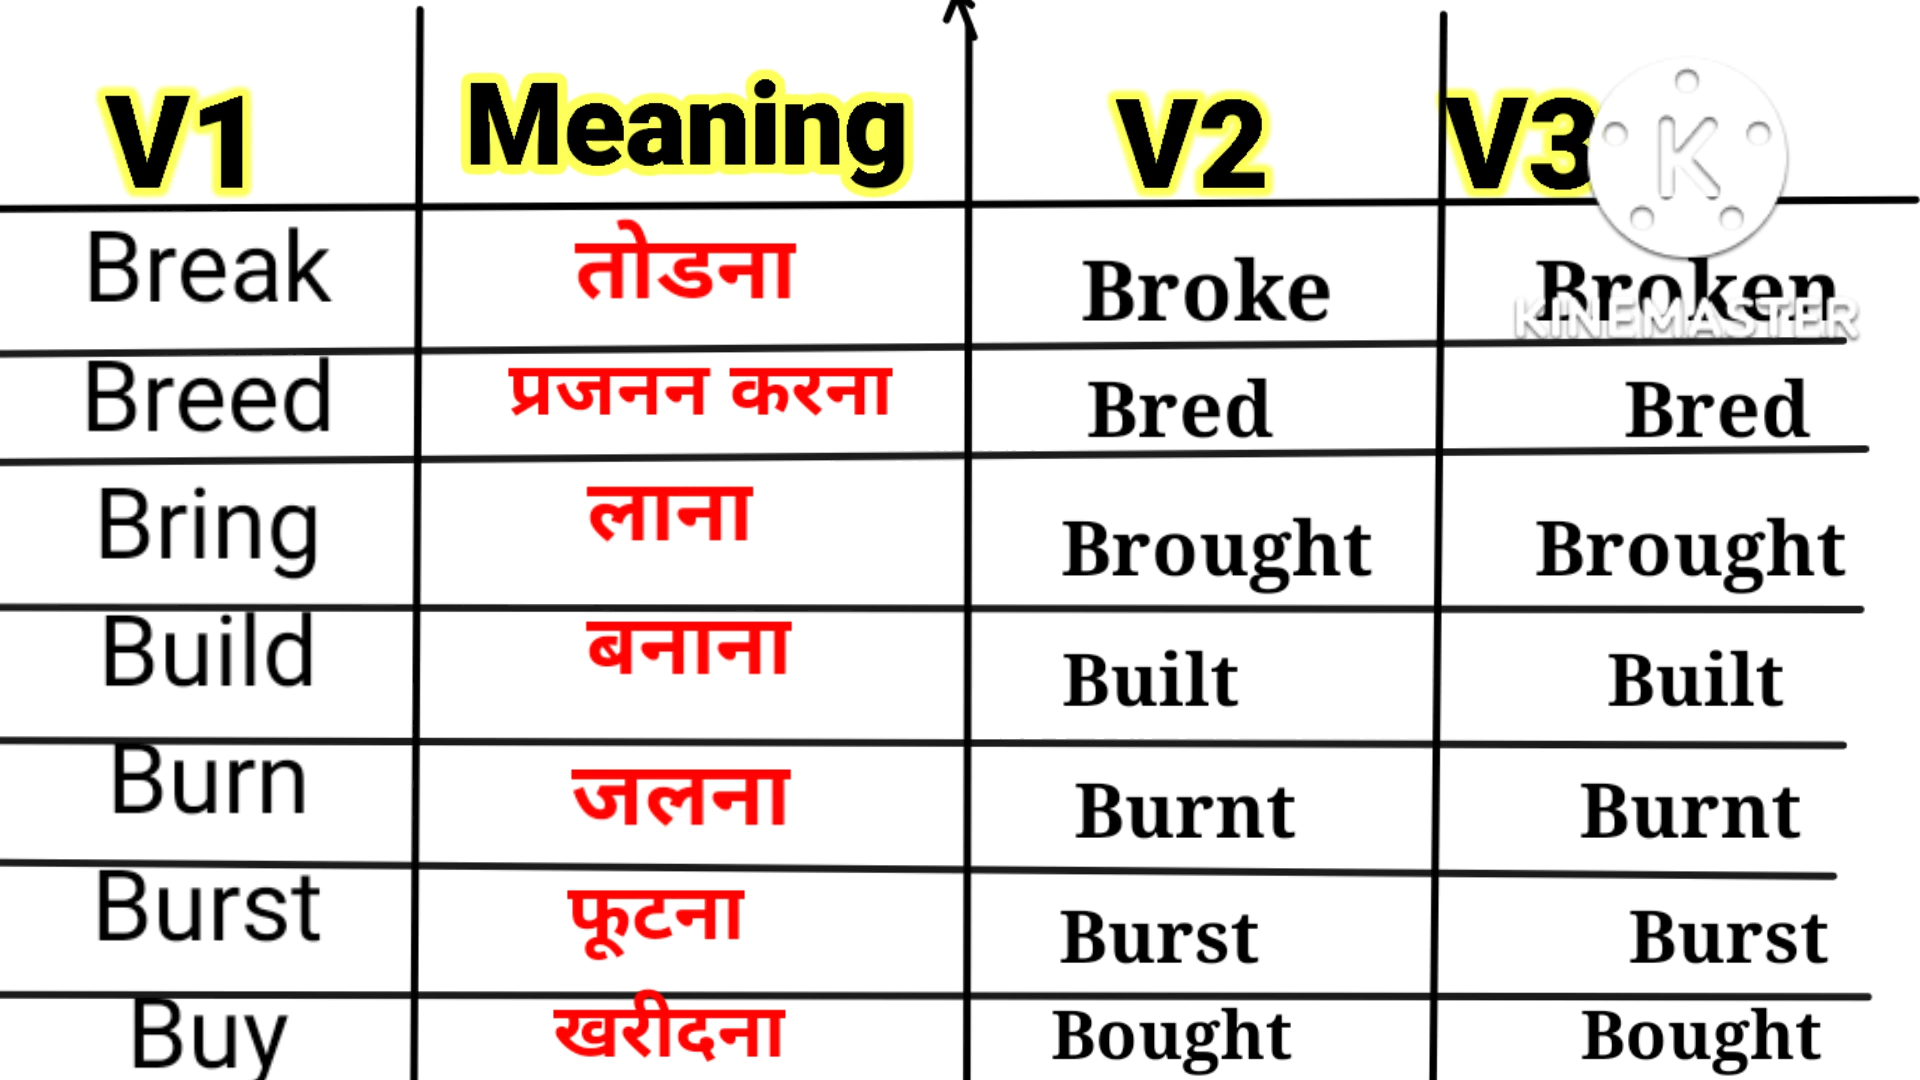 V1 Meaning V2 V3
Break तोडना Broke Broken
Breed प्रजनन करना Bred Bred
Bring लाना Brought Brought
Build बनाना Built Built
Burn जलना Burnt Burnt
Burst फूटना Burst Burst
Buy खरीदना Bought Bought
K
KINEMASTER